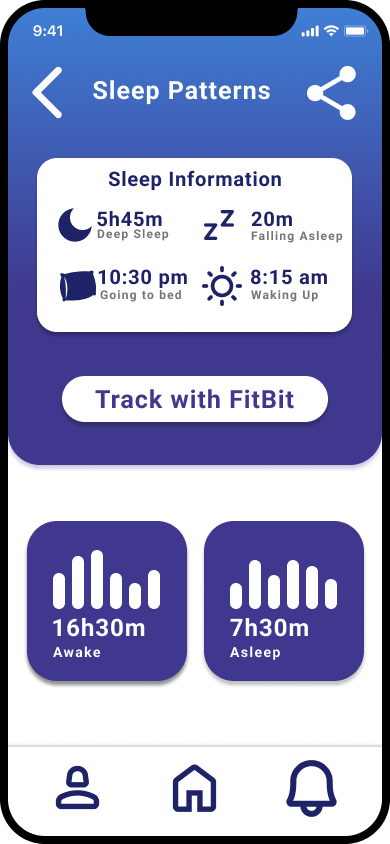 9:41
Sleep Patterns
Sleep Information
5h45m
Deep Sleep
zz
20m
Falling Asleep
10:30 pm
Going to bed
8:15 am
Waking Up
Track with FitBit
16h30m
Awake
7h30m
Asleep